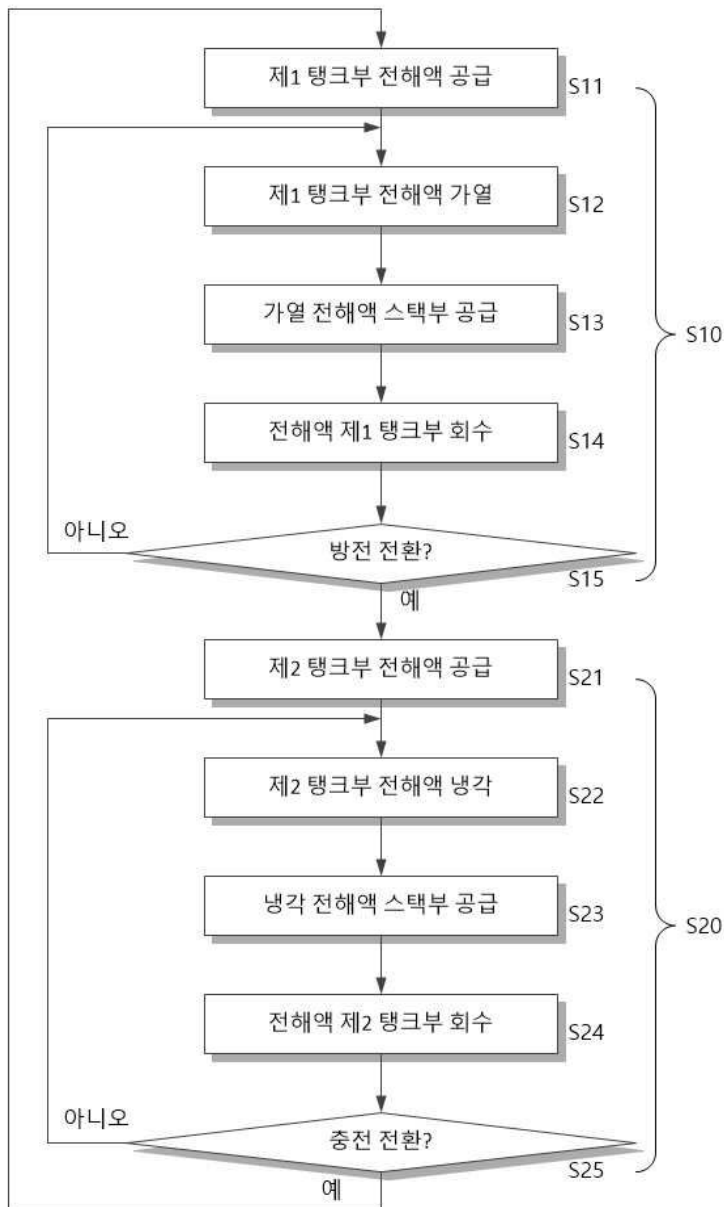 제1 탱크부 전해액 공급
S11
제1 탱크부 전해액 가열
S12
가열 전해액 스택부 공급
S13
S10
전해액 제1 탱크부 회수
S14
아니오
방전 전환?
S15
예
제2 탱크부 전해액 공급
S21
제2 탱크부 전해액 냉각
S22
냉각 전해액 스택부 공급
S23
S20
전해액 제2 탱크부 회수
S24
아니오
충전 전환?
S25
예